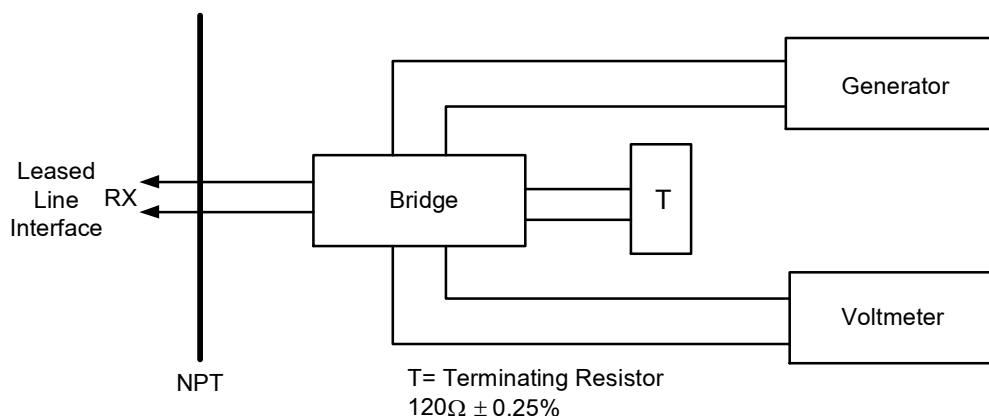 Generator
Leased
Line
Interface
RX
Bridge
T
Voltmeter
NPT
T= Terminating Resistor
120Ω ± 0.25%